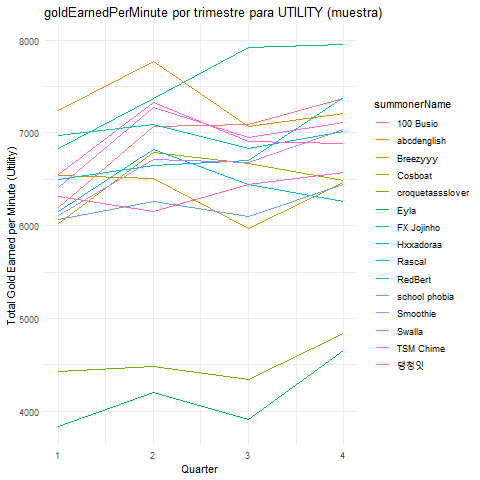 goldEarnedPerMinute por trimestre para UTILITY (muestra)
8000
7000
6000
5000
4000
Total Gold Earned per Minute (Utility)
1
2
3
4
Quarter
summonerName
100 Busio
abcdenglish
Breezyyy
Cosboat
croquetassslover
Eyla
FX Jojinho
Hxxadoraa
Rascal
RedBert
school phobia
Smoothie
Swalla
TSM Chime
댕청잇